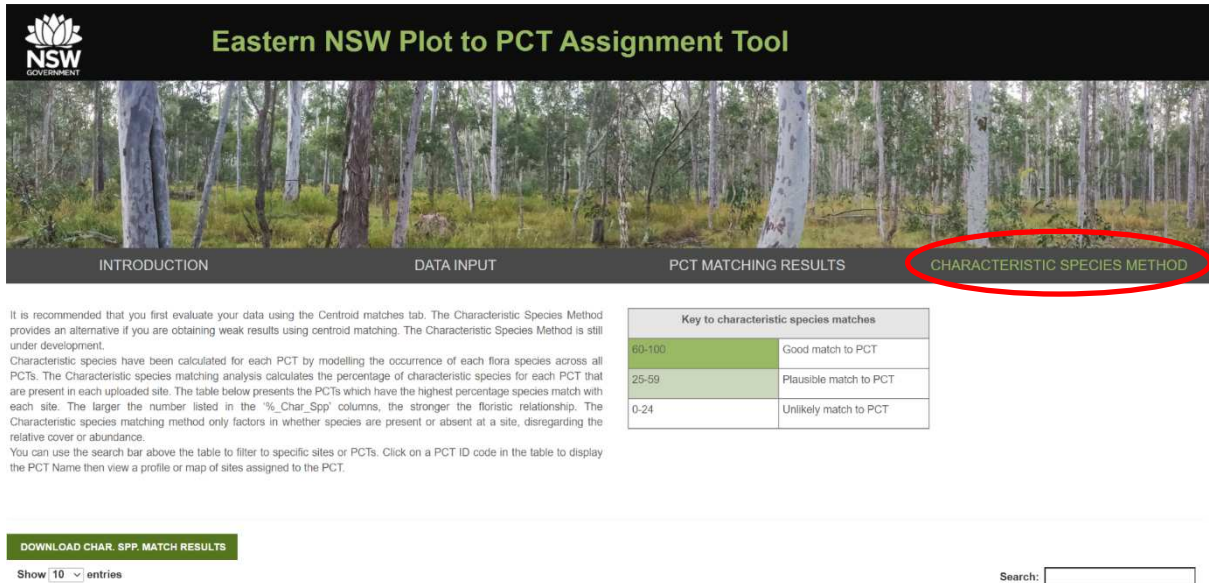 NSW
GOVERNMENT
Eastern NSW Plot to PCT Assignment Tool
INTRODUCTION
DATA INPUT
PCT MATCHING RESULTS
CHARACTERISTIC SPECIES METHOD
It is recommended that you first evaluate your data using the Centroid matches tab. The Characteristic Species Method
provides an alternative if you are obtaining weak results using centroid matching. The Characteristic Species Method is still
under development.
Characteristic species have been calculated for each PCT by modelling the occurrence of each flora species across all
PCTs. The Characteristic species matching analysis calculates the percentage of characteristic species for each PCT that
are present in each uploaded site. The table below presents the PCTs which have the highest percentage species match with
each site. The larger the number listed in the '%_Char_Spp' columns, the stronger the floristic relationship. The
Characteristic species matching method only factors in whether species are present or absent at a site, disregarding the
relative cover or abundance.
You can use the search bar above the table to filter to specific sites or PCTs. Click on a PCT ID code in the table to display
the PCT Name then view a profile or map of sites assigned to the PCT.
Key to characteristic species matches
60-100 Good match to PCT
25-59 Plausible match to PCT
0-24 Unlikely match to PCT
DOWNLOAD CHAR. SPP. MATCH RESULTS
Show 10 entries
Search: